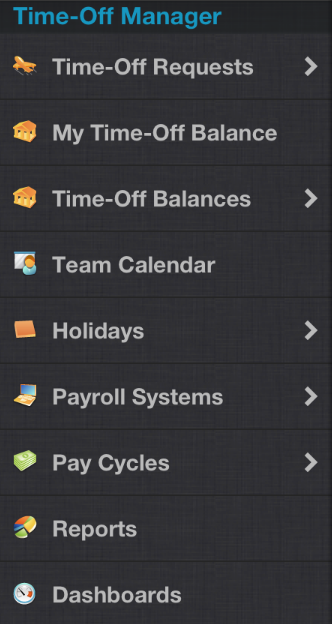 Time-Off Manager
Time-Off Requests
My Time-Off Balance
Time-Off Balances
Team Calendar
Holidays
Payroll Systems
Pay Cycles
Reports
Dashboards